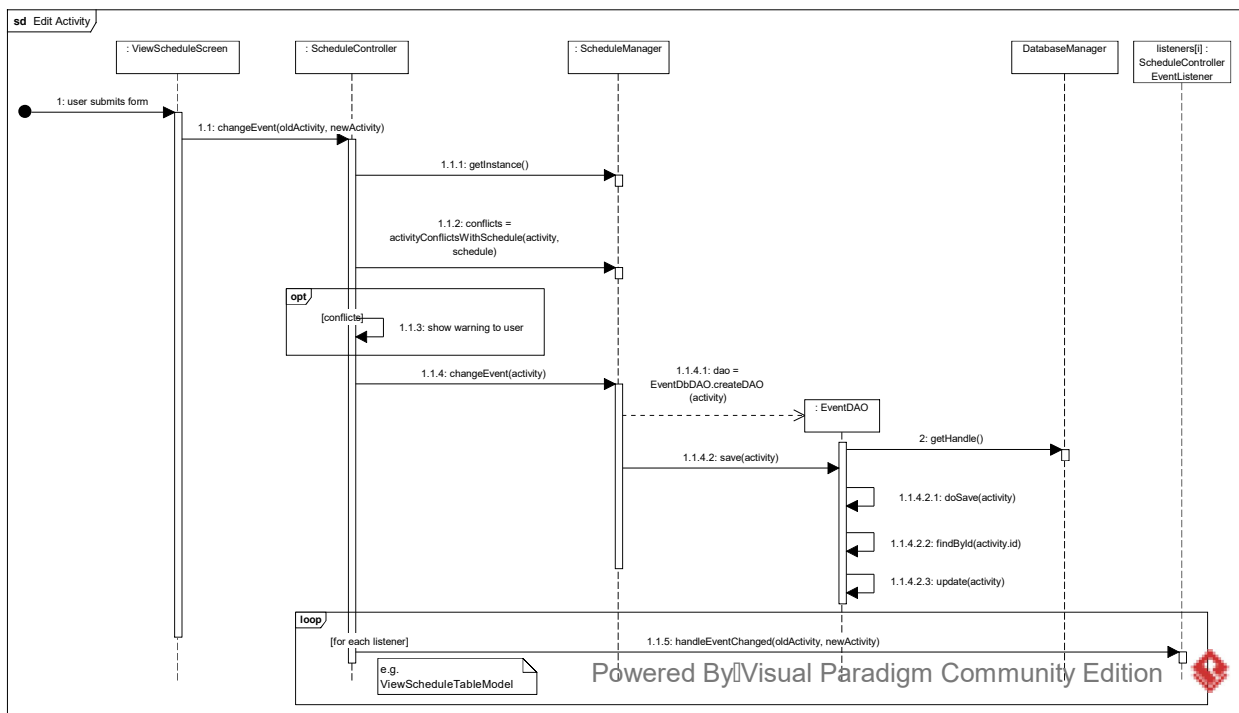 sd Edit Activity
: ViewScheduleScreen
: ScheduleController
: ScheduleManager
DatabaseManager
listeners[i] :
ScheduleController
EventListener
1: user submits form
1.1: changeEvent(oldActivity, newActivity)
1.1.1: getInstance()
1.1.2: conflicts =
activityConflictsWithSchedule(activity,
schedule)
opt
[conflicts]
1.1.3: show warning to user
1.1.4: changeEvent(activity)
1.1.4.1: dao =
EventDbDAO.createDAO
(activity)
: EventDAO
2: getHandle()
1.1.4.2: save(activity)
1.1.4.2.1: doSave(activity)
1.1.4.2.2: findById(activity.id)
1.1.4.2.3: update(activity)
loop
[for each listener]
1.1.5: handleEventChanged(oldActivity, newActivity)
e.g.
ViewScheduleTableModel
Powered By Visual Paradigm Community Edition